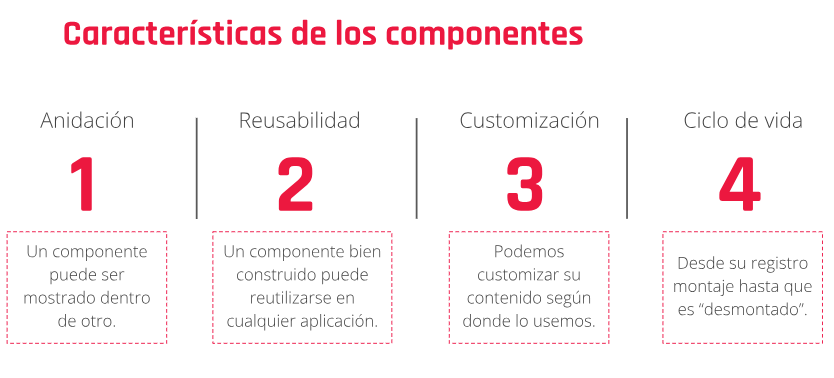 Características de los componentes
Anidación
1
Un componente
puede ser
mostrado dentro
de otro.
Reusabilidad
2
Un componente bien
construido puede
reutilizarse en
cualquier aplicación.
Customización
3
Podemos
customizar su
contenido según
donde lo usemos.
Ciclo de vida
4
Desde su registro
montaje hasta que
es “desmontado”.